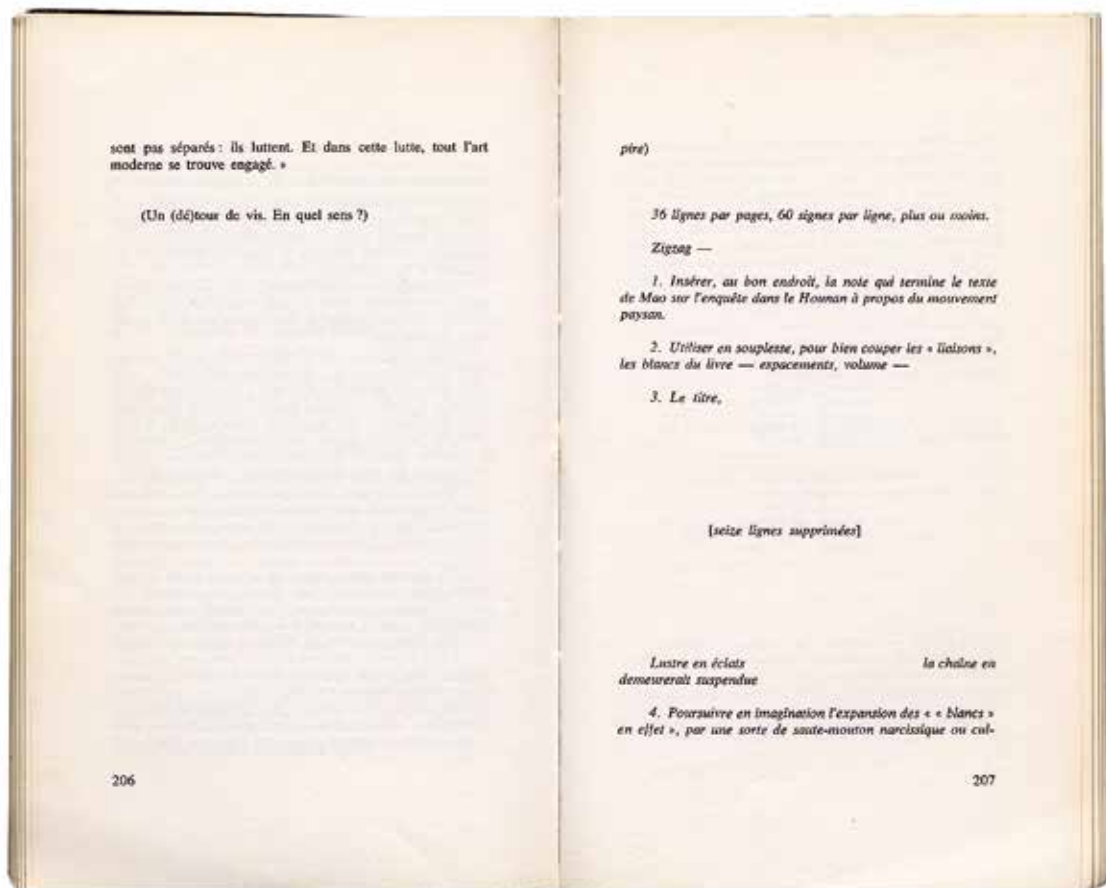 sont pas séparés : ils luttent. Et dans cette lutte, tout l'art
moderne se trouve engagé. »
(Un (dé)tour de vis. En quel sens ?)
206
pire)
36 lignes par pages, 60 signes par ligne, plus ou moins.
Zigzag —
1. Insérer, au bon endroit, la note qui termine le texte
de Mao sur l'enquête dans le Hounan à propos du mouvement
paysan.
2. Utiliser en souplesse, pour bien couper les « liaisons »,
les blancs du livre — espacements, volume —
3. Le titre,
[seize lignes supprimées]
Lustre en éclats la chaîne en
demeurerait suspendue
4. Poursuivre en imagination l'expansion des « « blancs »
en effet », par une sorte de saute-mouton narcissique ou cul-
207